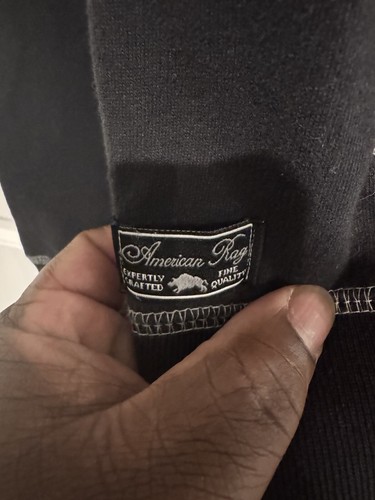 American Rag
EXPERTLY FINE
CRAFTED QUALITY